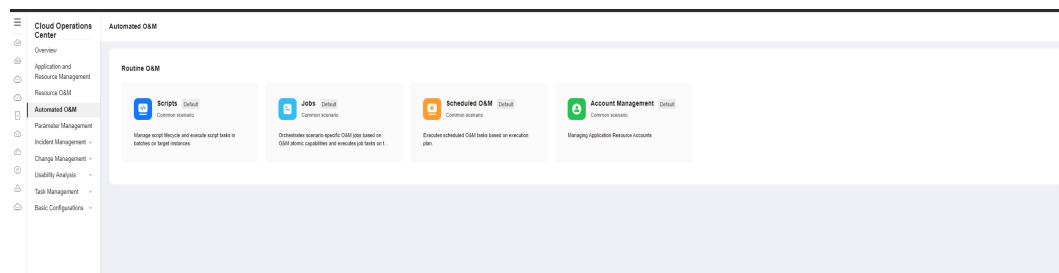 Cloud Operations
Center
Overview
Application and
Resource Management
Resource O&M
Automated O&M
Parameter Management
Incident Management
Change Management
Usability Analysis
Task Management
Basic Configurations
Automated O&M
Routine O&M
Scripts Default
Common scenario
Manage script lifecycle and execute script tasks in
batches on target instances.
Jobs Default
Common scenario
Orchestrates scenario-specific O&M jobs based on
O&M atomic capabilities and executes job tasks on t...
Scheduled O&M Default
Common scenario
Executes scheduled O&M tasks based on execution
plan.
Account Management Default
Common scenario
Managing Application Resource Accounts